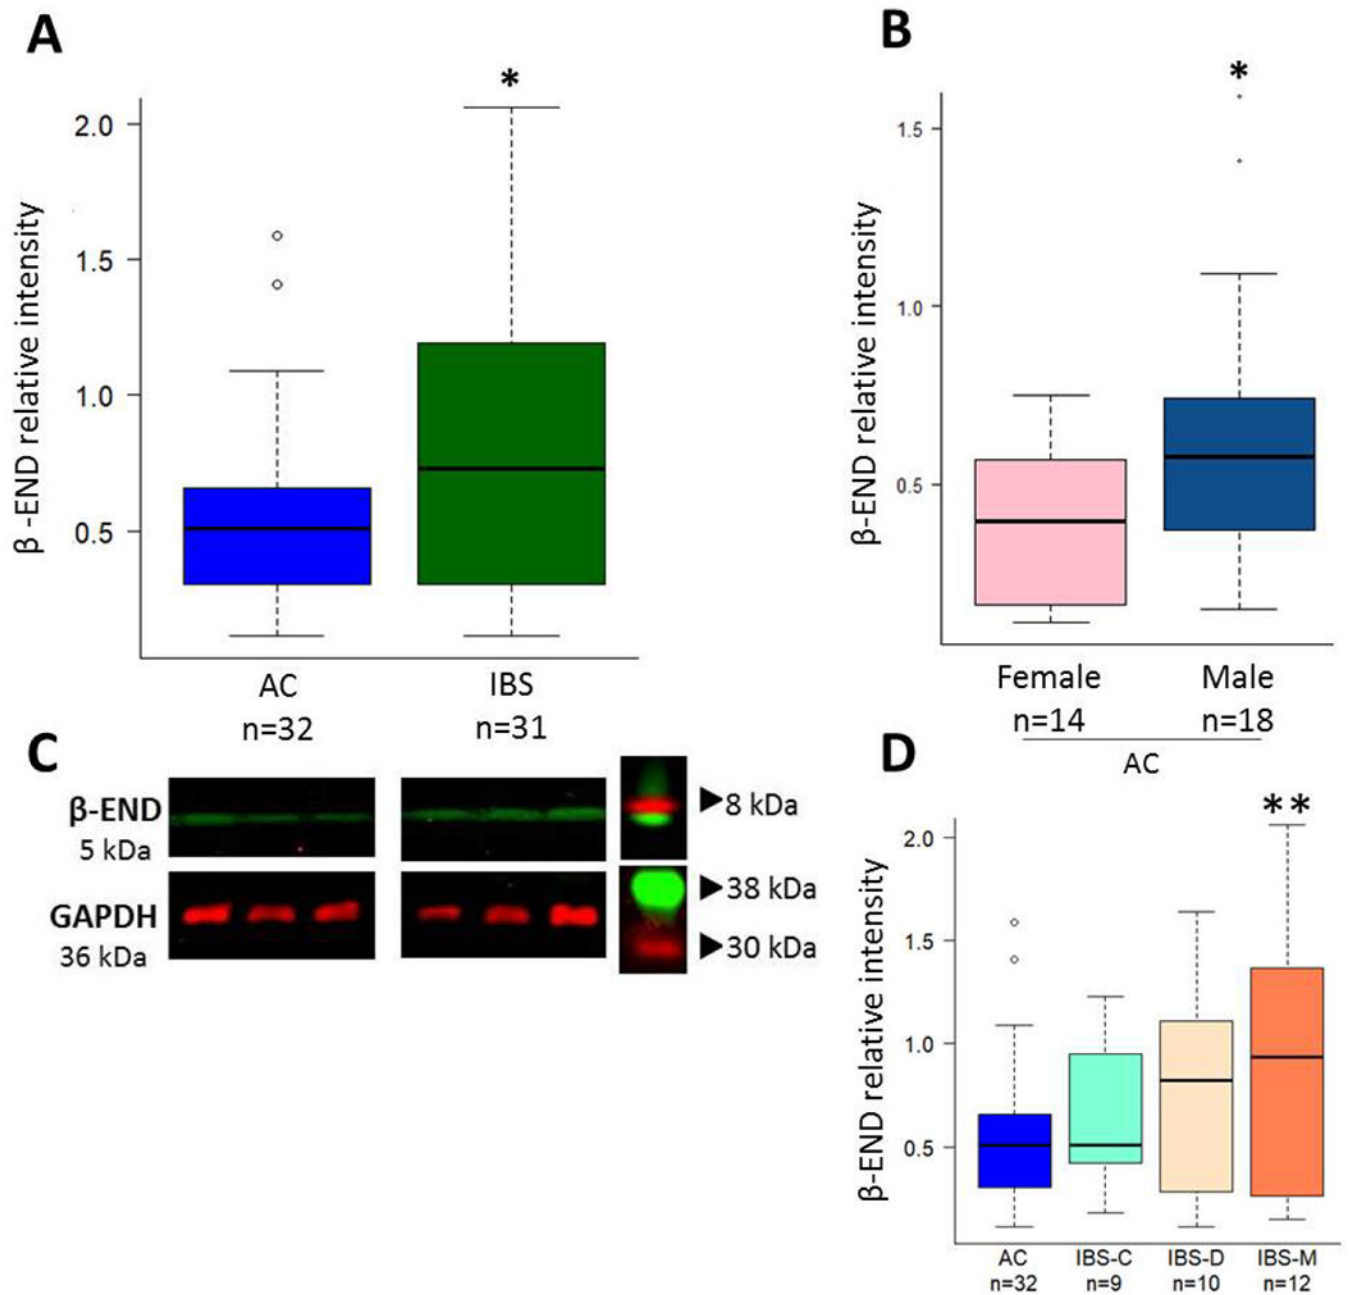 A
*
2.0
1.5
1.0
0.5
β -END relative intensity
AC
IBS
n=32
n=31
B
*
1.5
1.0
0.5
β-END relative intensity
Female
Male
n=14
n=18
AC
C
β-END
5 kDa
GAPDH
36 kDa
8 kDa
38 kDa
30 kDa
D
**
2.0
1.5
1.0
0.5
β-END relative intensity
AC
IBS-C
IBS-D
IBS-M
n=32
n=9
n=10
n=12